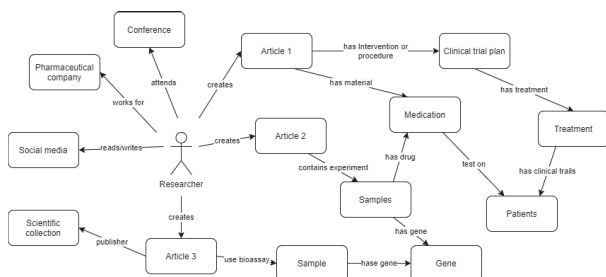 Conference
Article 1
has Intervention or
procedure
Clinical trial plan
Pharmaceutical
company
attends
creates
has material
has treatment
works for
Medication
Social media
reads/writes
creates
Article 2
Treatment
Researcher
contains experiment
has drug
test on
has clinical trails
Samples
Patients
Scientific
collection
creates
has gene
publisher
Article 3
use bioassay
Sample
hase gene
Gene